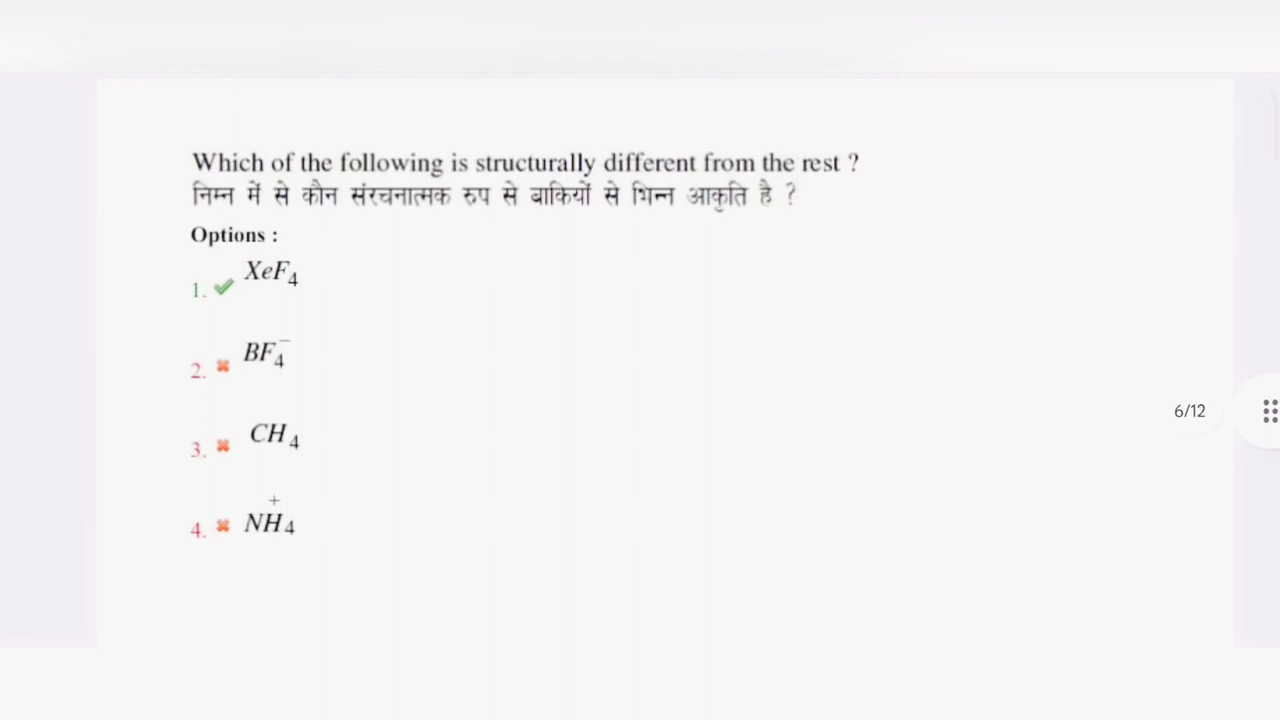 Which of the following is structurally different from the rest ?
निम्न में से कौन संरचनात्मक रुप से बाकियों से भिन्न आकृति है ?
Options :
1. ✔ XeF₄
2. ✖ BF₄⁻
3. ✖ CH₄
6/12
4. ✖ NH₄⁺